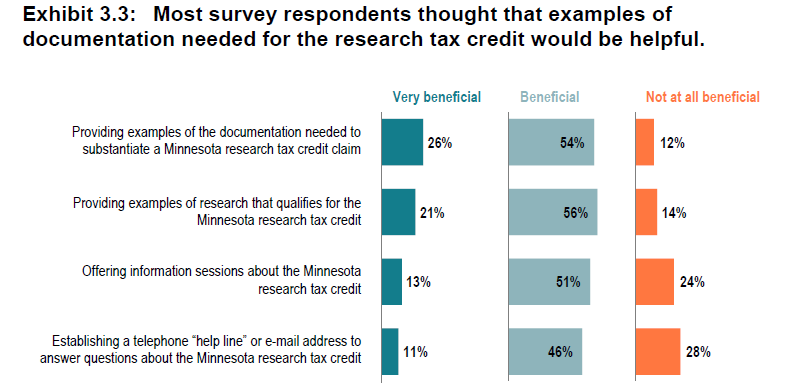 Exhibit 3.3: Most survey respondents thought that examples of
documentation needed for the research tax credit would be helpful.
Very beneficial Beneficial Not at all beneficial
Providing examples of the documentation needed to
substantiate a Minnesota research tax credit claim
26% 54% 12%
Providing examples of research that qualifies for the
Minnesota research tax credit
21% 56% 14%
Offering information sessions about the Minnesota
research tax credit
13% 51% 24%
Establishing a telephone “help line” or e-mail address to
answer questions about the Minnesota research tax credit
11% 46% 28%